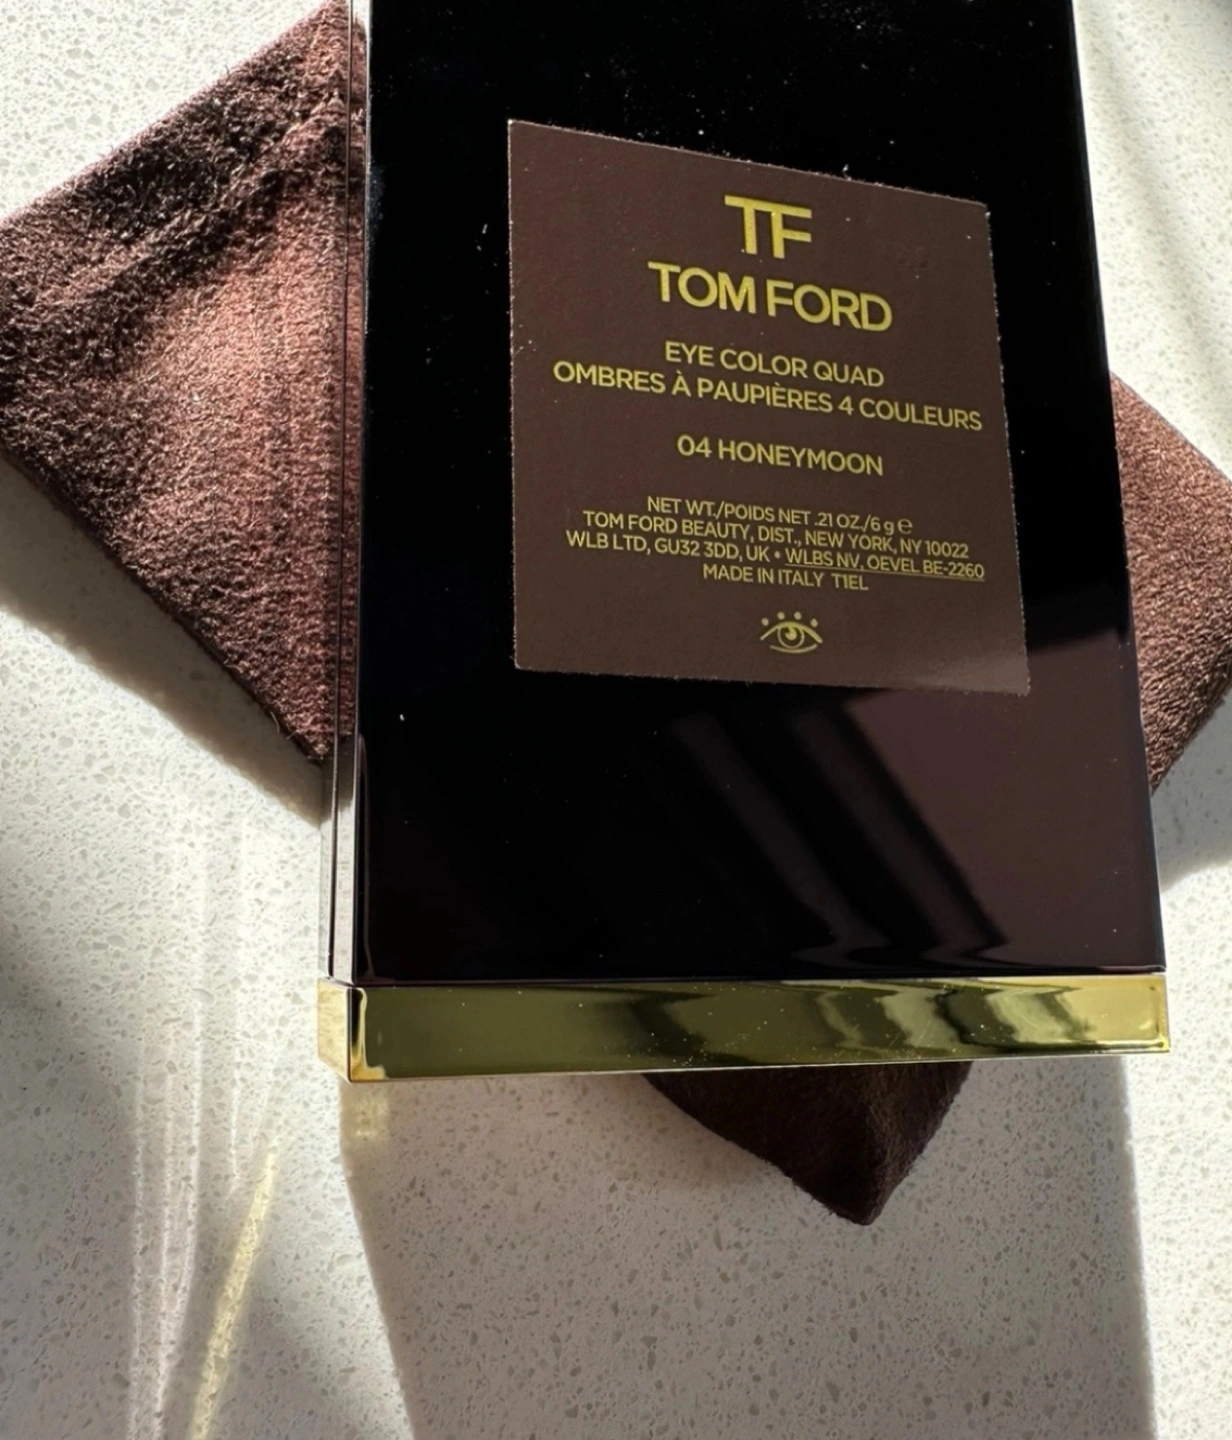 TF
TOM FORD
EYE COLOR QUAD
OMBRES À PAUPIÈRES 4 COULEURS
04 HONEYMOON
NET WT./POIDS NET .21 OZ./6 g ℮
TOM FORD BEAUTY, DIST., NEW YORK, NY 10022
WLB LTD, GU32 3DD, UK • WLBS NV, OEVEL BE-2260
MADE IN ITALY T1EL